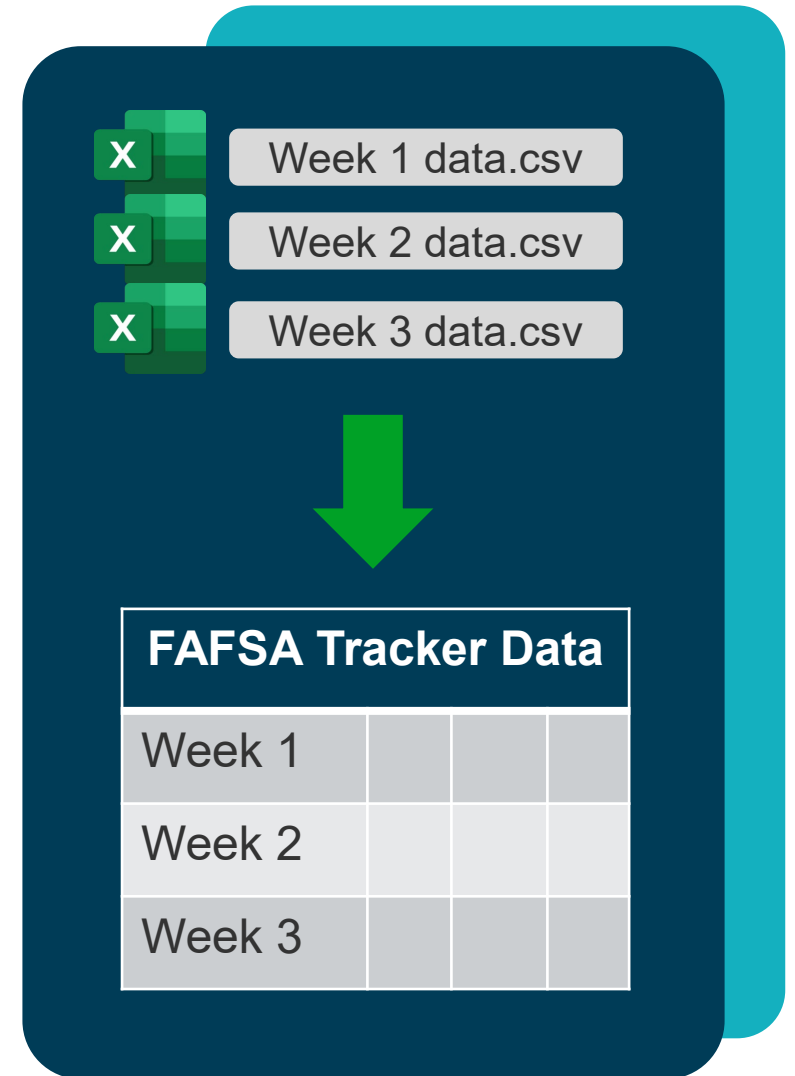 X Week 1 data.csv
X Week 2 data.csv
X Week 3 data.csv
FAFSA Tracker Data
Week 1
Week 2
Week 3